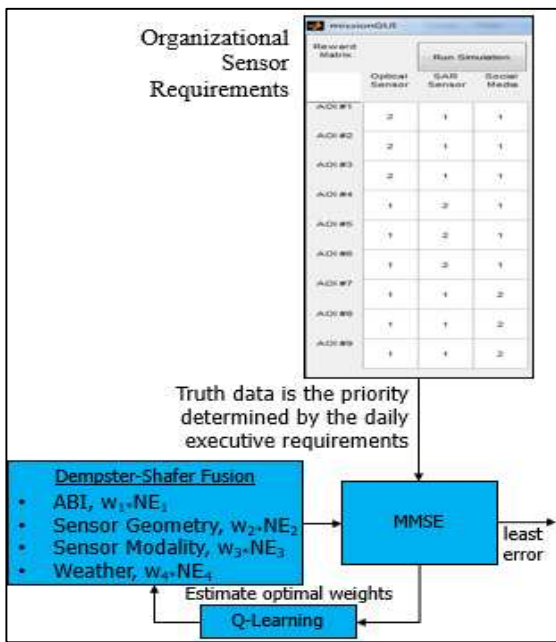 Organizational
Sensor
Requirements
missionGUI
Reward
Matrix
Run Simulation
Optical
Sensor
SAR
Sensor
Social
Media
AOI #1
2 1 1
AOI #2
2 1 1
AOI #3
2 1 1
AOI #4
1 2 1
AOI #5
1 2 1
AOI #6
1 2 1
AOI #7
1 1 2
AOI #8
1 1 2
AOI #9
1 1 2
Truth data is the priority
determined by the daily
executive requirements
Dempster-Shafer Fusion
• ABI, w₁*NE₁
• Sensor Geometry, w₂*NE₂
• Sensor Modality, w₃*NE₃
• Weather, w₄*NE₄
MMSE
least
error
Estimate optimal weights
Q-Learning